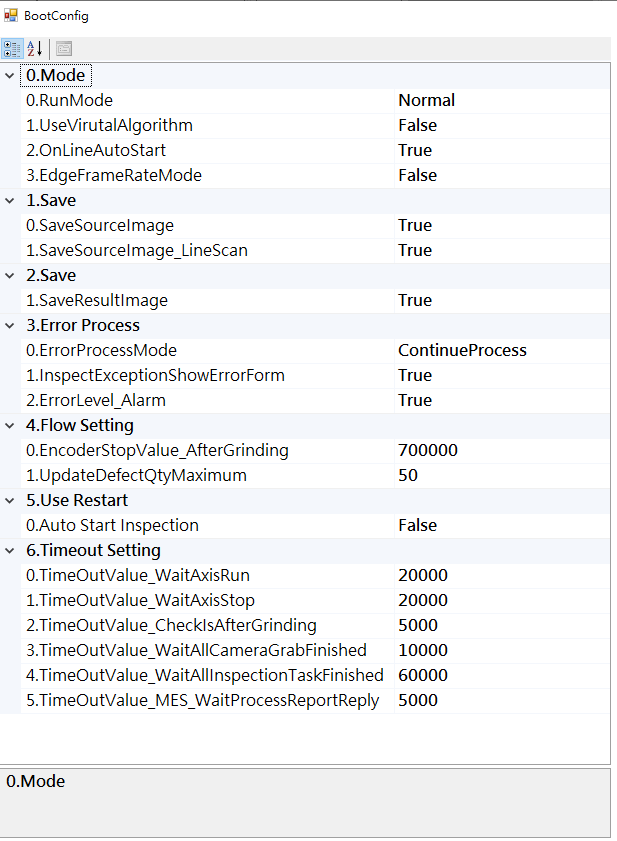 BootConfig
0.Mode
0.RunMode Normal
1.UseVirutalAlgorithm False
2.OnLineAutoStart True
3.EdgeFrameRateMode False
1.Save
0.SaveSourceImage True
1.SaveSourceImage_LineScan True
2.Save
1.SaveResultImage True
3.Error Process
0.ErrorProcessMode ContinueProcess
1.InspectExceptionShowErrorForm True
2.ErrorLevel_Alarm True
4.Flow Setting
0.EncoderStopValue_AfterGrinding 700000
1.UpdateDefectQtyMaximum 50
5.Use Restart
0.Auto Start Inspection False
6.Timeout Setting
0.TimeOutValue_WaitAxisRun 20000
1.TimeOutValue_WaitAxisStop 20000
2.TimeOutValue_CheckIsAfterGrinding 5000
3.TimeOutValue_WaitAllCameraGrabFinished 10000
4.TimeOutValue_WaitAllInspectionTaskFinished 60000
5.TimeOutValue_MES_WaitProcessReportReply 5000
0.Mode